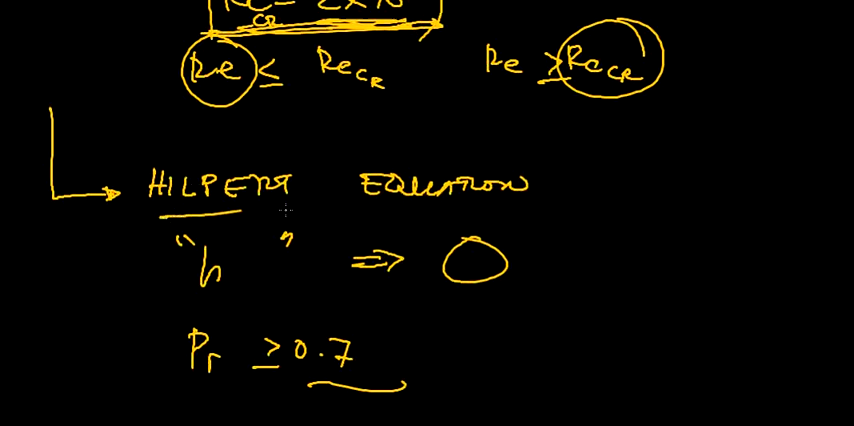 Re ≤ Re_CR Re ≥ Re_CR
HILPERT EQUATION
"h" ⇒ ○
Pr ≥ 0.7